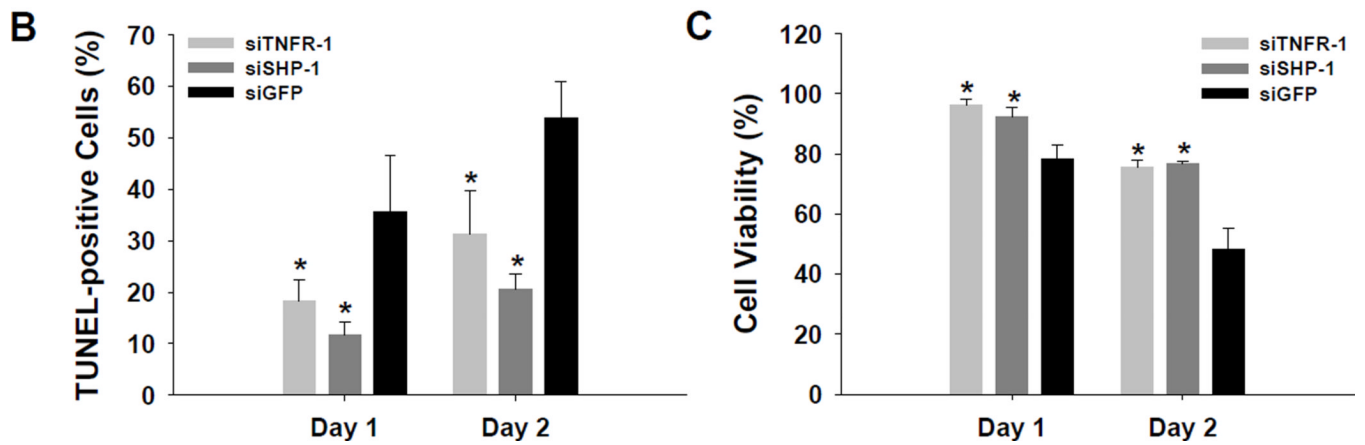 B
TUNEL-positive Cells (%)
70
60
50
40
30
20
10
0
siTNFR-1
siSHP-1
siGFP
*
*
*
*
Day 1
Day 2
C
Cell Viability (%)
120
100
80
60
40
20
0
siTNFR-1
siSHP-1
siGFP
*
*
*
*
Day 1
Day 2